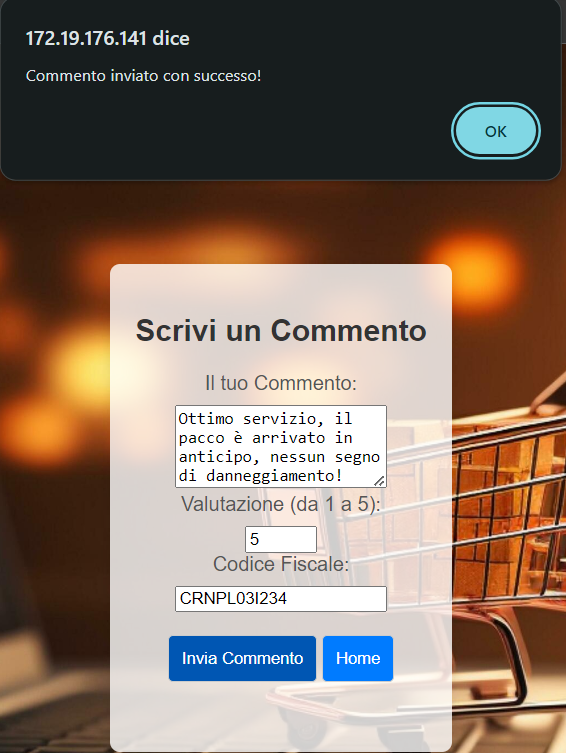 172.19.176.141 dice
Commento inviato con successo!
OK
Scrivi un Commento
Il tuo Commento:
Ottimo servizio, il
pacco è arrivato in
anticipo, nessun segno
di danneggiamento!
Valutazione (da 1 a 5):
5
Codice Fiscale:
CRNPL03I234
Invia Commento Home